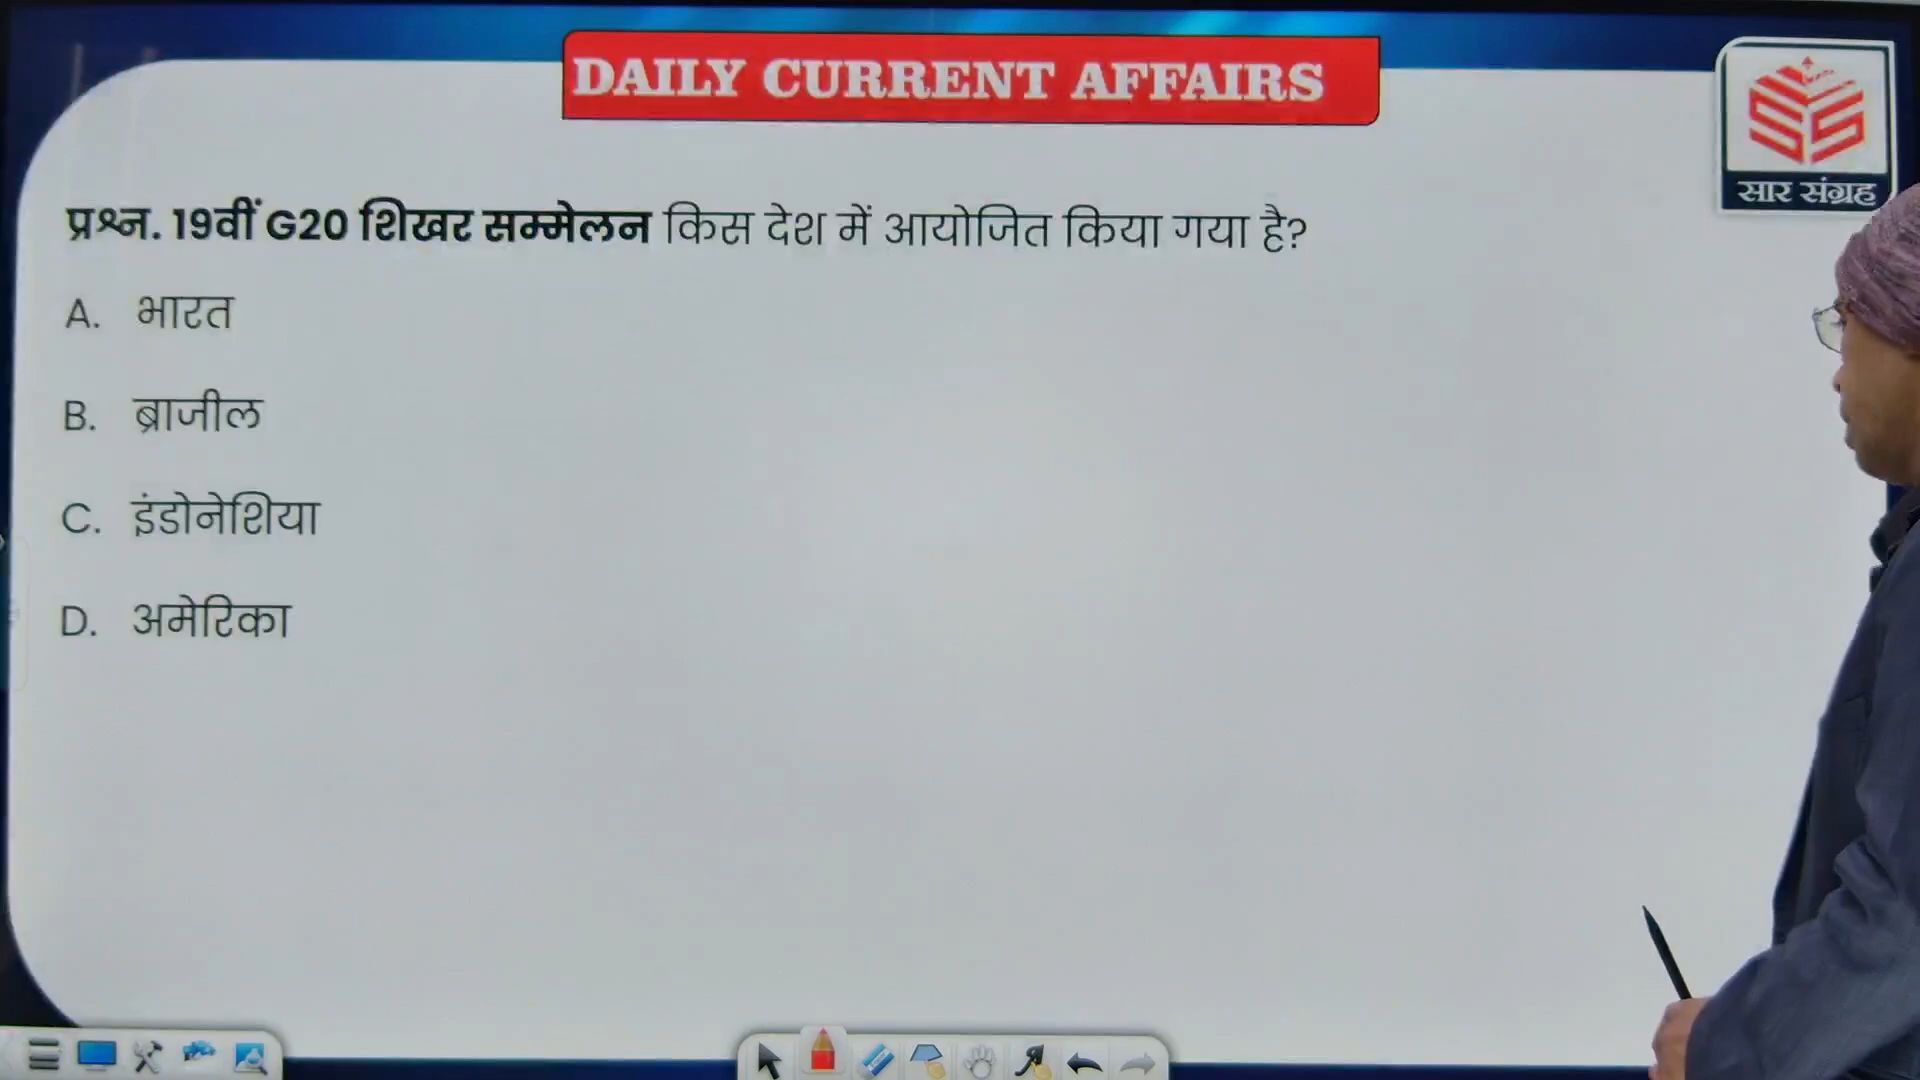 DAILY CURRENT AFFAIRS
सार संग्रह
प्रश्न. 19वीं G20 शिखर सम्मेलन किस देश में आयोजित किया गया है?
A. भारत
B. ब्राजील
C. इंडोनेशिया
D. अमेरिका